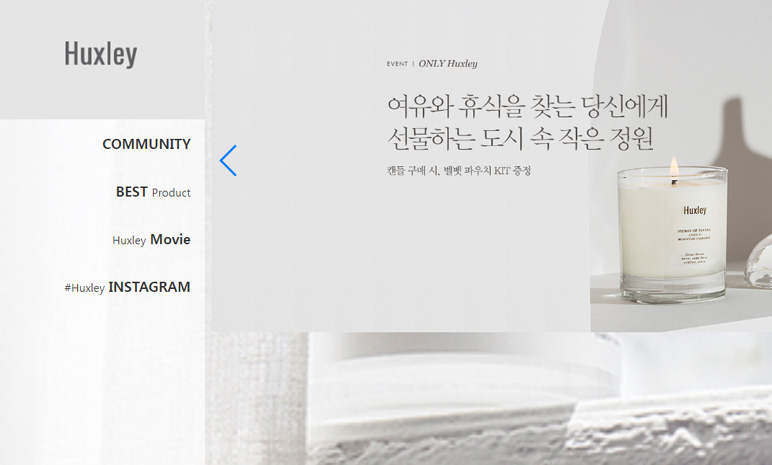 Huxley
COMMUNITY
BEST Product
Huxley Movie
#Huxley INSTAGRAM
EVENT | ONLY Huxley
여유와 휴식을 찾는 당신에게
선물하는 도시 속 작은 정원
캔들 구매 시, 벨벳 파우치 KIT 증정
Huxley